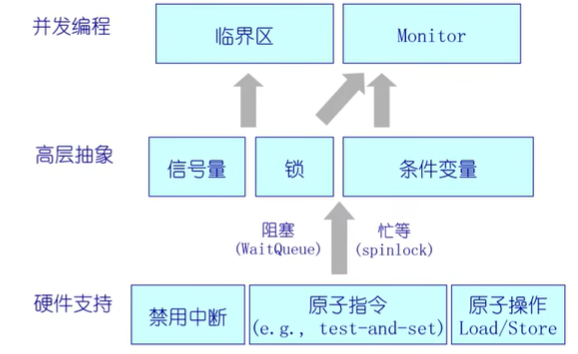 并发编程
临界区
Monitor
高层抽象
信号量
锁
条件变量
阻塞
(WaitQueue)
忙等
(spinlock)
硬件支持
禁用中断
原子指令
(e.g., test-and-set)
原子操作
Load/Store